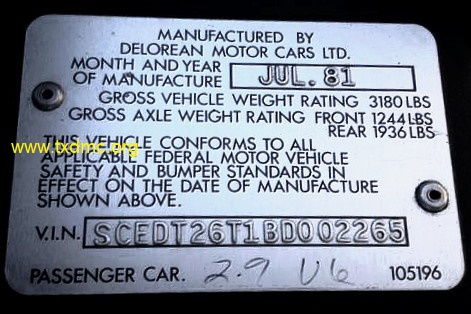 MANUFACTURED BY
DELOREAN MOTOR CARS LTD.
MONTH AND YEAR
OF MANUFACTURE JUL. 81
GROSS VEHICLE WEIGHT RATING 3180 LBS
GROSS AXLE WEIGHT RATING FRONT 1244 LBS
REAR 1936 LBS
www.txdmc.org
THIS VEHICLE CONFORMS TO ALL
APPLICABLE FEDERAL MOTOR VEHICLE
SAFETY AND BUMPER STANDARDS IN
EFFECT ON THE DATE OF MANUFACTURE
SHOWN ABOVE.
V.I.N. SCEDT26T1BD002265
PASSENGER CAR. 2.9 V6 105196